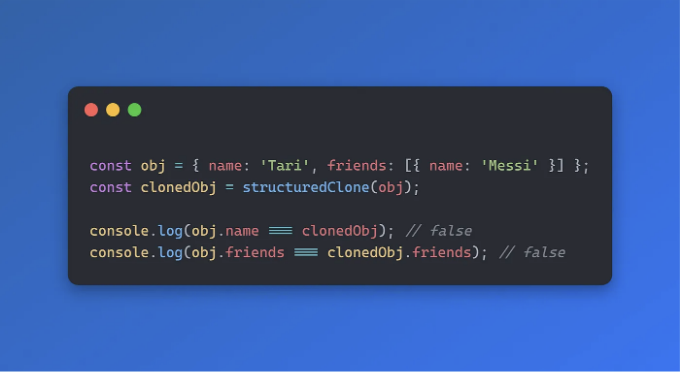 const obj = { name: 'Tari', friends: [{ name: 'Messi' }] };
const clonedObj = structuredClone(obj);
console.log(obj.name === clonedObj); // false
console.log(obj.friends === clonedObj.friends); // false